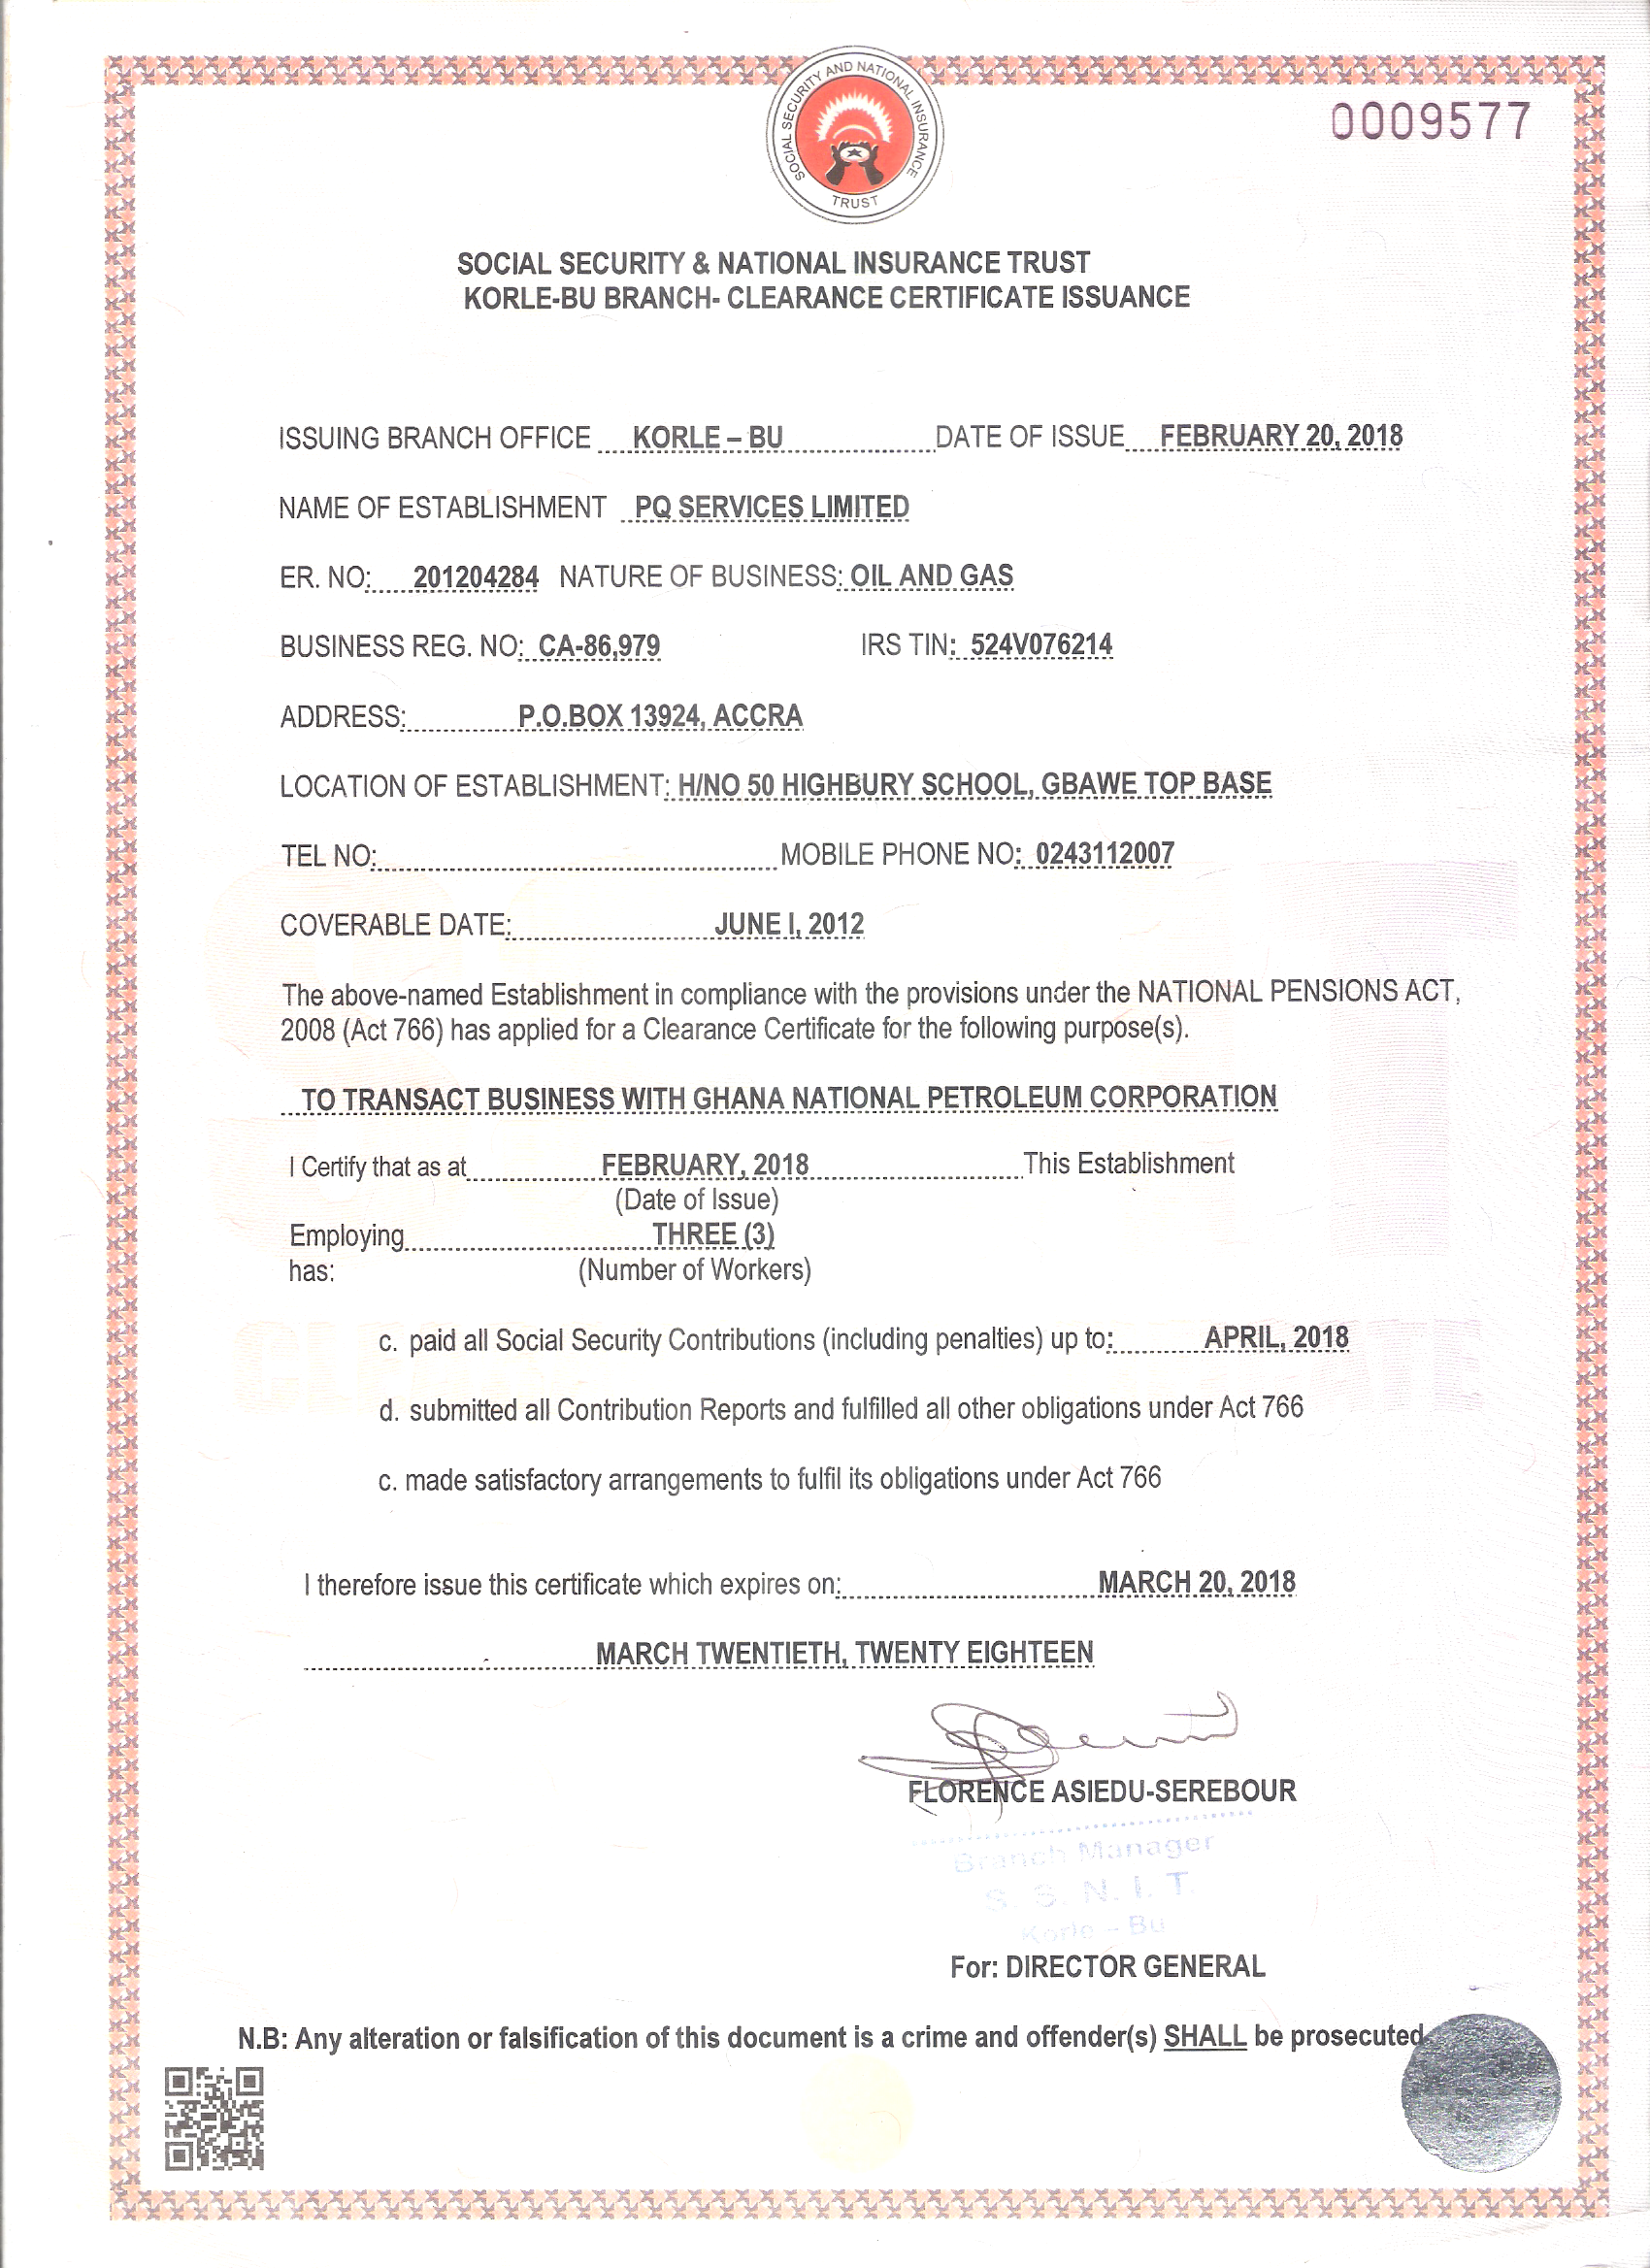 SOCIAL SECURITY AND NATIONAL INSURANCE
TRUST
0009577
SOCIAL SECURITY & NATIONAL INSURANCE TRUST
KORLE-BU BRANCH- CLEARANCE CERTIFICATE ISSUANCE
ISSUING BRANCH OFFICE KORLE – BU DATE OF ISSUE FEBRUARY 20, 2018
NAME OF ESTABLISHMENT PQ SERVICES LIMITED
ER. NO: 201204284 NATURE OF BUSINESS: OIL AND GAS
BUSINESS REG. NO: CA-86,979 IRS TIN: 524V076214
ADDRESS: P.O.BOX 13924, ACCRA
LOCATION OF ESTABLISHMENT: H/NO 50 HIGHBURY SCHOOL, GBAWE TOP BASE
TEL NO: MOBILE PHONE NO: 0243112007
COVERABLE DATE: JUNE I, 2012
The above-named Establishment in compliance with the provisions under the NATIONAL PENSIONS ACT,
2008 (Act 766) has applied for a Clearance Certificate for the following purpose(s).
TO TRANSACT BUSINESS WITH GHANA NATIONAL PETROLEUM CORPORATION
I Certify that as at FEBRUARY, 2018 This Establishment
(Date of Issue)
Employing THREE (3)
has: (Number of Workers)
c. paid all Social Security Contributions (including penalties) up to: APRIL, 2018
d. submitted all Contribution Reports and fulfilled all other obligations under Act 766
c. made satisfactory arrangements to fulfil its obligations under Act 766
I therefore issue this certificate which expires on: MARCH 20, 2018
MARCH TWENTIETH, TWENTY EIGHTEEN
FLORENCE ASIEDU-SEREBOUR
Branch Manager
S. S. N. I. T.
Korle – Bu
For: DIRECTOR GENERAL
N.B: Any alteration or falsification of this document is a crime and offender(s) SHALL be prosecuted